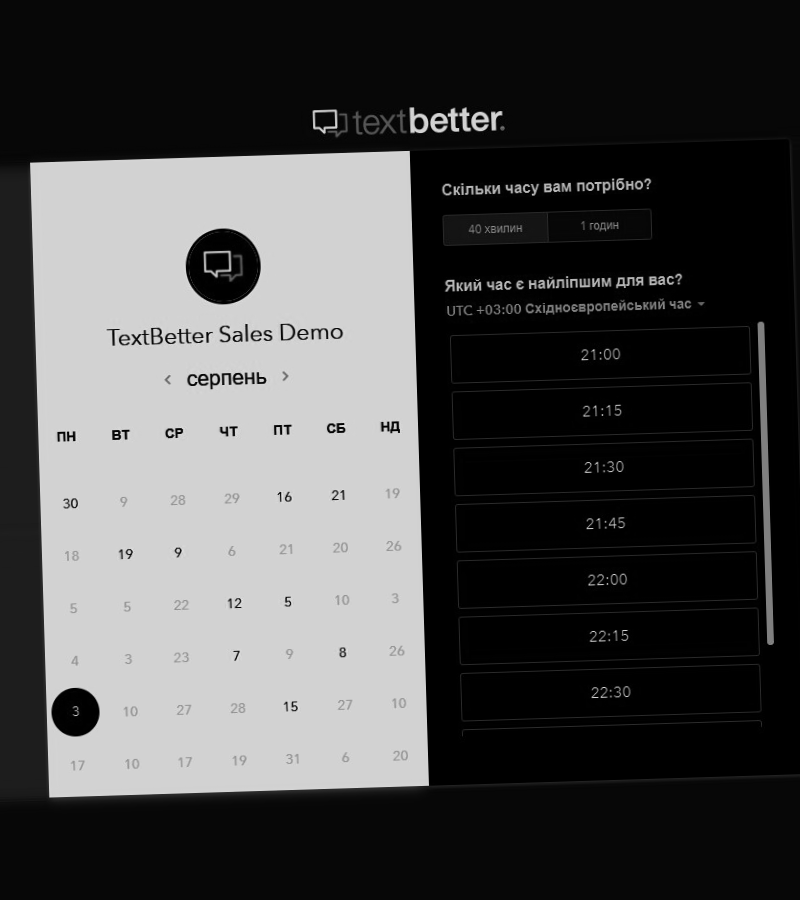 textbetter.
TextBetter Sales Demo
серпень
ПН ВТ СР ЧТ ПТ СБ НД
30 9 28 29 16 21 19
18 19 9 6 21 20 26
5 5 22 12 5 10 3
4 3 23 7 9 8 26
3 10 27 28 15 27 10
17 10 17 19 31 6 20
Скільки часу вам потрібно?
40 хвилин 1 годин
Який час є найліпшим для вас?
UTC +03:00 Східноєвропейський час
21:00
21:15
21:30
21:45
22:00
22:15
22:30